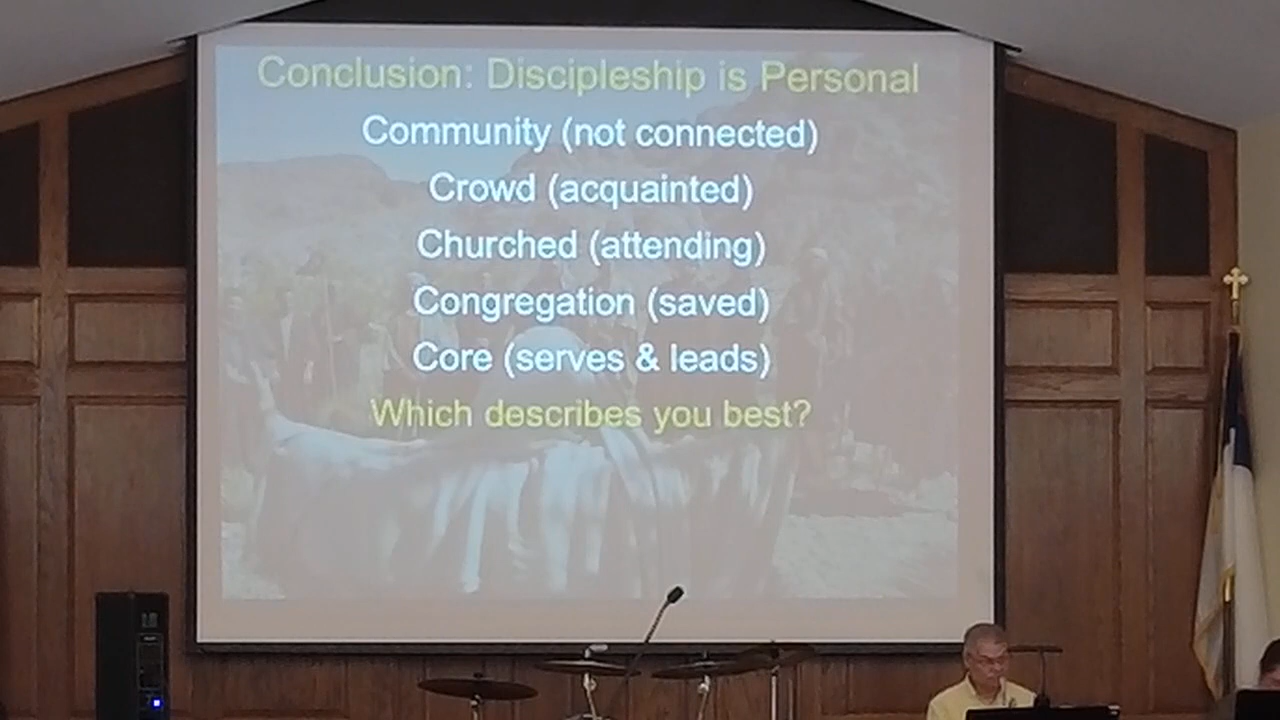 Conclusion: Discipleship is Personal
Community (not connected)
Crowd (acquainted)
Churched (attending)
Congregation (saved)
Core (serves & leads)
Which describes you best?